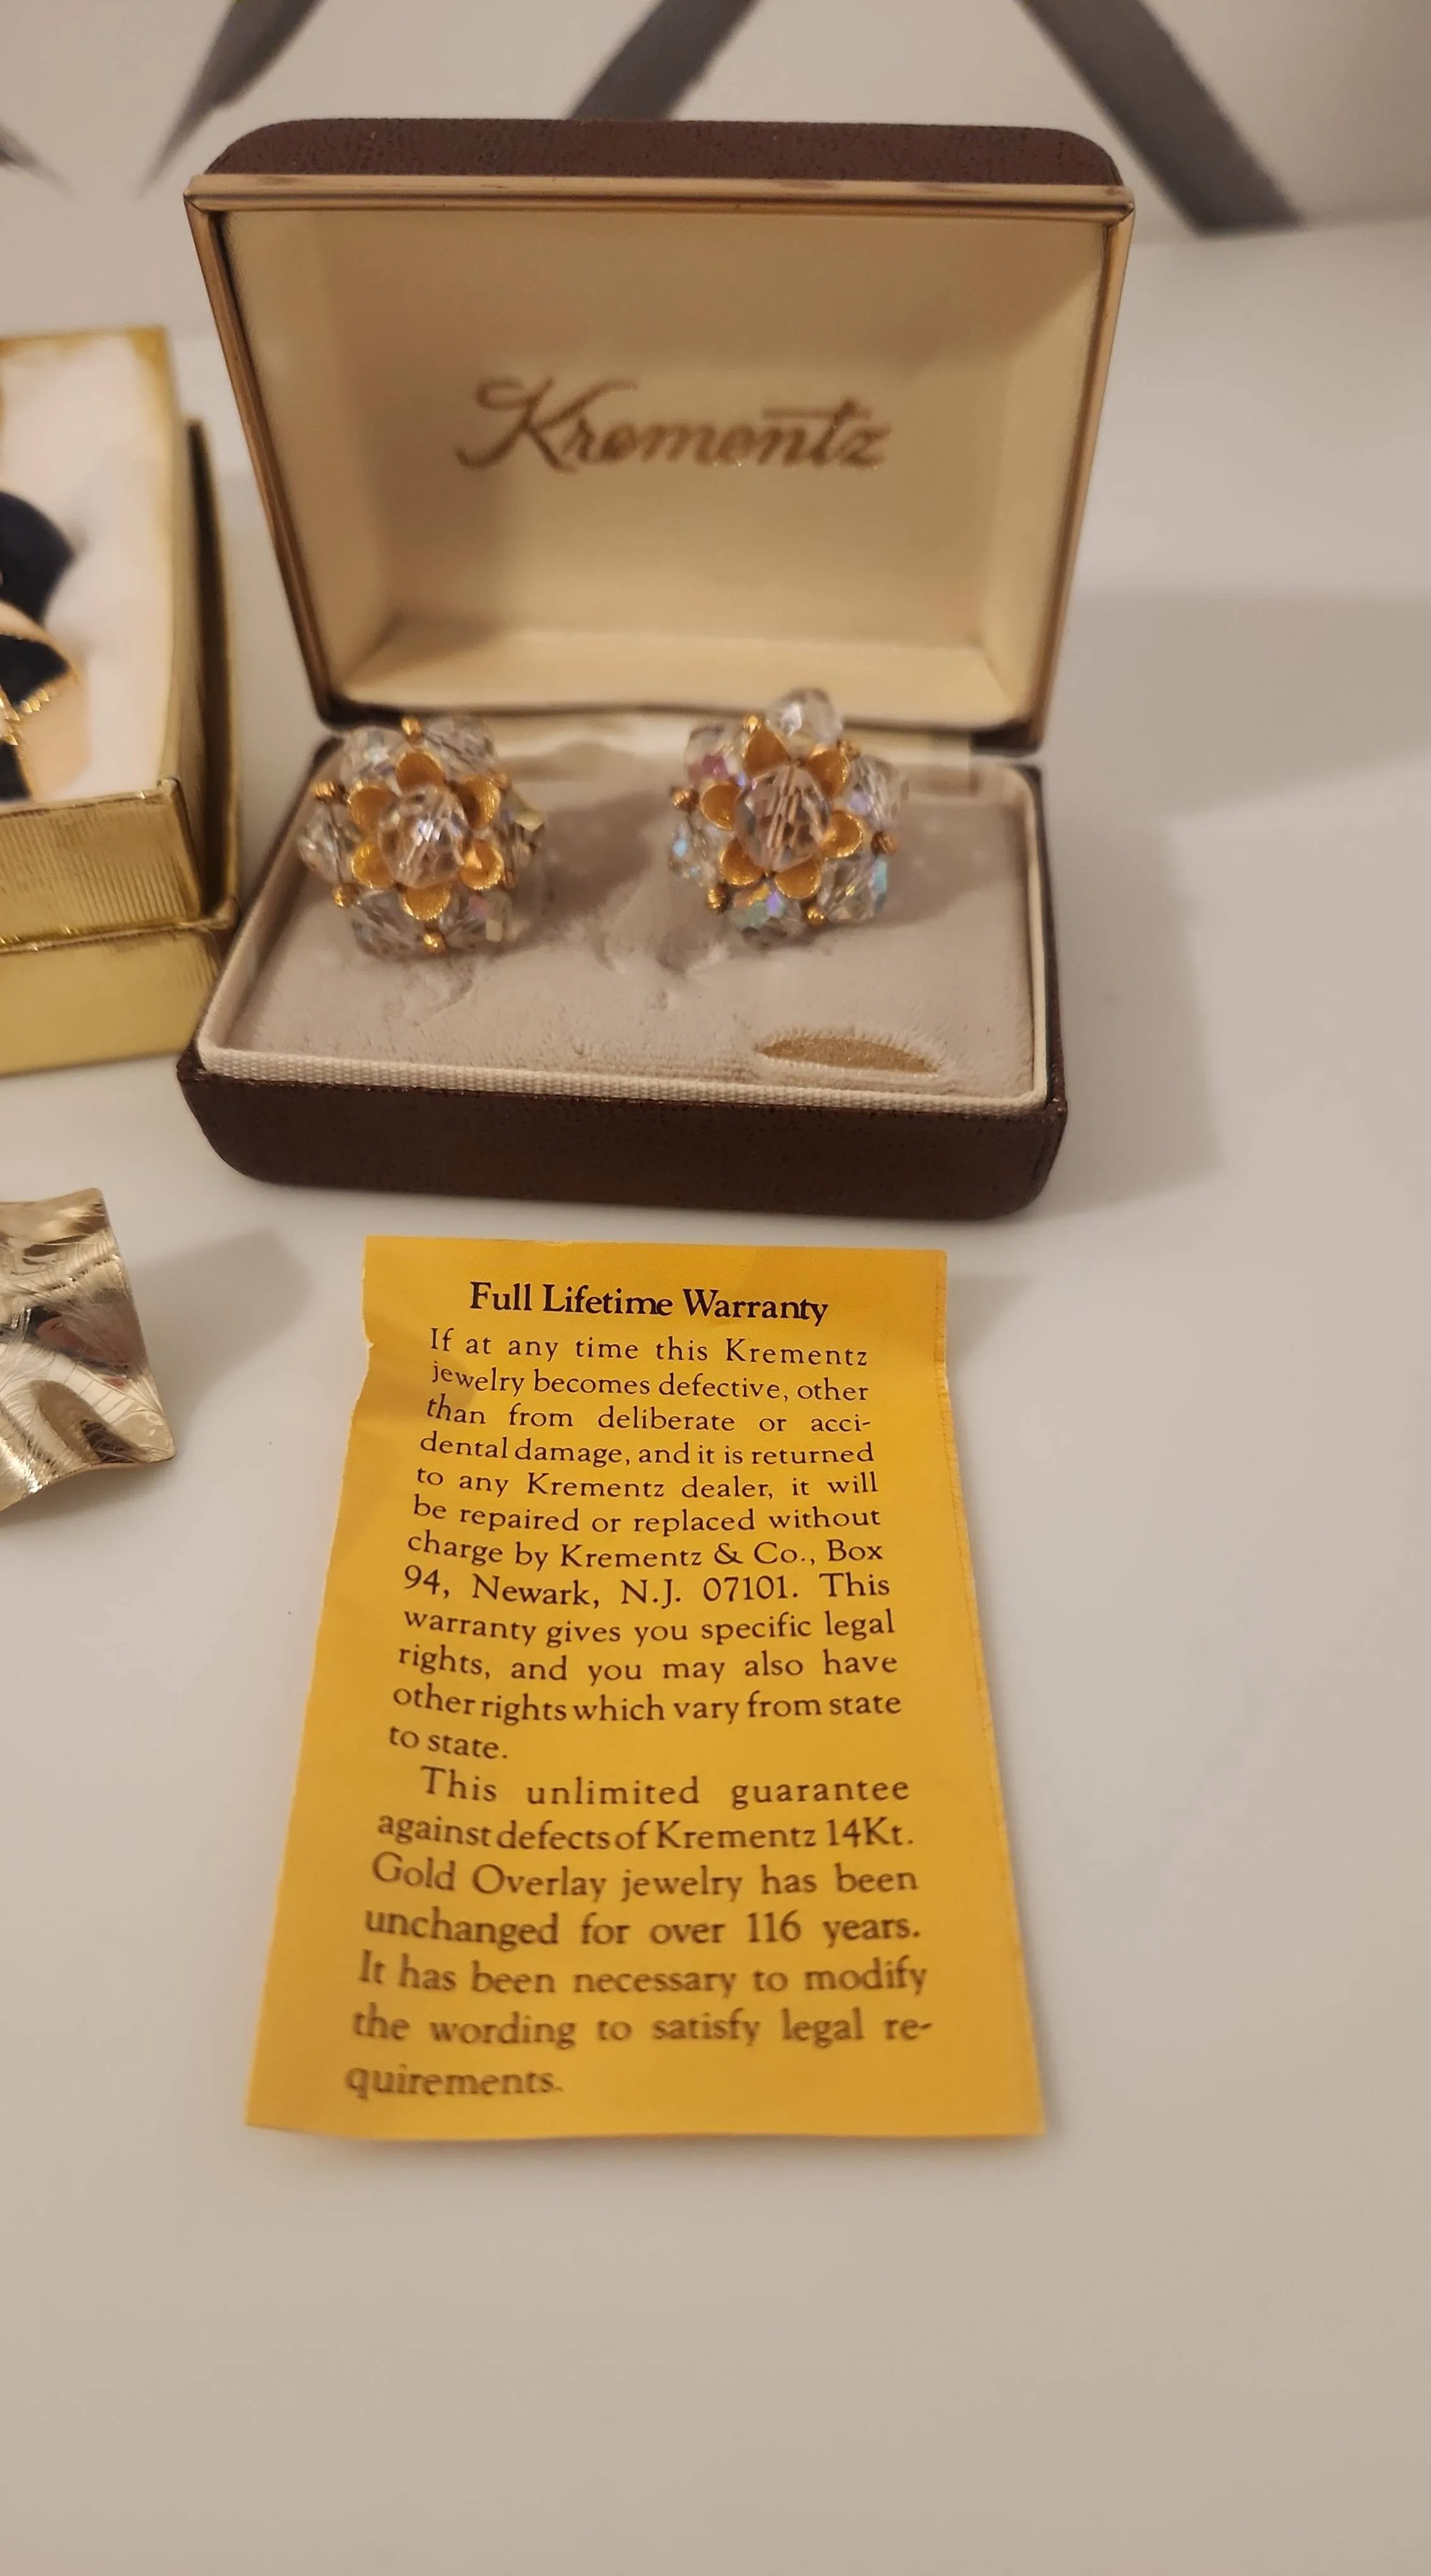 Krementz
Full Lifetime Warranty
If at any time this Krementz
jewelry becomes defective, other
than from deliberate or acci-
dental damage, and it is returned
to any Krementz dealer, it will
be repaired or replaced without
charge by Krementz & Co., Box
94, Newark, N.J. 07101. This
warranty gives you specific legal
rights, and you may also have
other rights which vary from state
to state.
This unlimited guarantee
against defects of Krementz 14Kt.
Gold Overlay jewelry has been
unchanged for over 116 years.
It has been necessary to modify
the wording to satisfy legal re-
quirements.